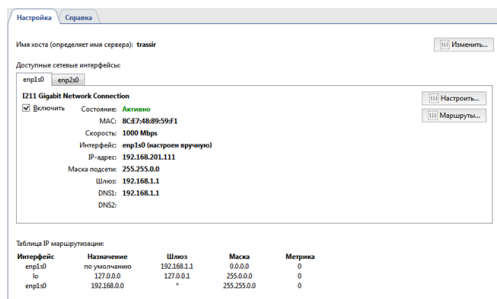 Настройка Справка
Имя хоста (определяет имя сервера): trassir
Изменить...
Доступные сетевые интерфейсы:
enp1s0 enp2s0
I211 Gigabit Network Connection
Настроить...
Включить Состояние: Активно
Маршруты...
MAC: 8C:E7:48:89:59:F1
Скорость: 1000 Mbps
Интерфейс: enp1s0 (настроен вручную)
IP-адрес: 192.168.201.111
Маска подсети: 255.255.0.0
Шлюз: 192.168.1.1
DNS1: 192.168.1.1
DNS2:
Таблица IP маршрутизации:
Интерфейс Назначение Шлюз Маска Метрика
enp1s0 по умолчанию 192.168.1.1 0.0.0.0 0
lo 127.0.0.0 127.0.0.1 255.0.0.0 0
enp1s0 192.168.0.0 * 255.255.0.0 0